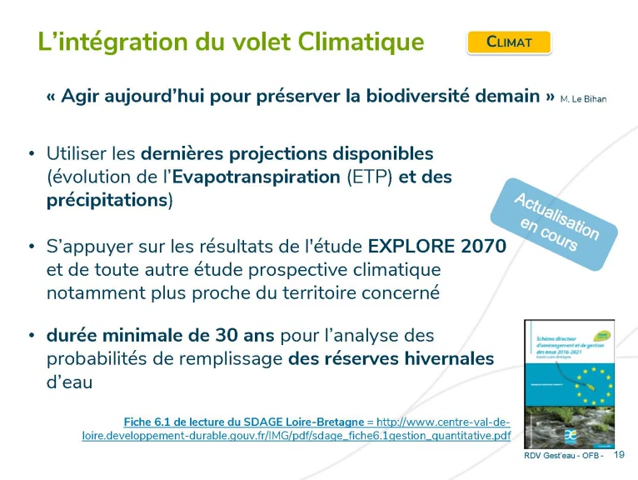 L’intégration du volet Climatique
CLIMAT
« Agir aujourd’hui pour préserver la biodiversité demain » M. Le Bihan
• Utiliser les dernières projections disponibles
(évolution de l’Evapotranspiration (ETP) et des
précipitations)
Actualisation
en cours
• S’appuyer sur les résultats de l'étude EXPLORE 2070
et de toute autre étude prospective climatique
notamment plus proche du territoire concerné
• durée minimale de 30 ans pour l’analyse des
probabilités de remplissage des réserves hivernales
d’eau
Schéma directeur
d'aménagement et de gestion
des eaux 2016-2021
Fiche 6.1 de lecture du SDAGE Loire-Bretagne = http://www.centre-val-de-
loire.developpement-durable.gouv.fr/IMG/pdf/sdage_fiche6.1gestion_quantitative.pdf
RDV Gest'eau - OFB -
19